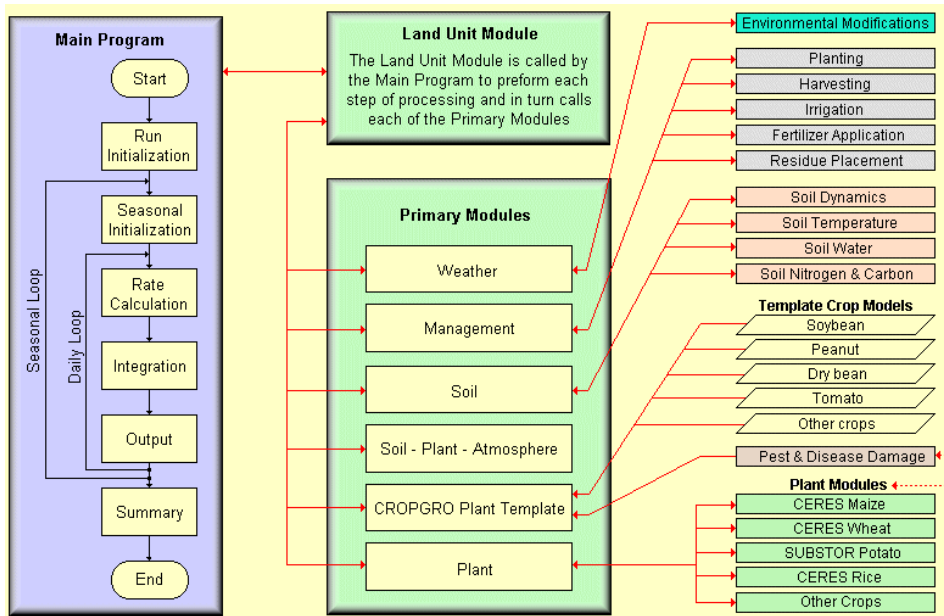 Main Program
Start
Run
Initialization
Seasonal
Initialization
Rate
Calculation
Integration
Output
Summary
End
Seasonal Loop
Daily Loop
Land Unit Module
The Land Unit Module is called by
the Main Program to preform each
step of processing and in turn calls
each of the Primary Modules
Primary Modules
Weather
Management
Soil
Soil - Plant - Atmosphere
CROPGRO Plant Template
Plant
Environmental Modifications
Planting
Harvesting
Irrigation
Fertilizer Application
Residue Placement
Soil Dynamics
Soil Temperature
Soil Water
Soil Nitrogen & Carbon
Template Crop Models
Soybean
Peanut
Dry bean
Tomato
Other crops
Pest & Disease Damage
Plant Modules
CERES Maize
CERES Wheat
SUBSTOR Potato
CERES Rice
Other Crops